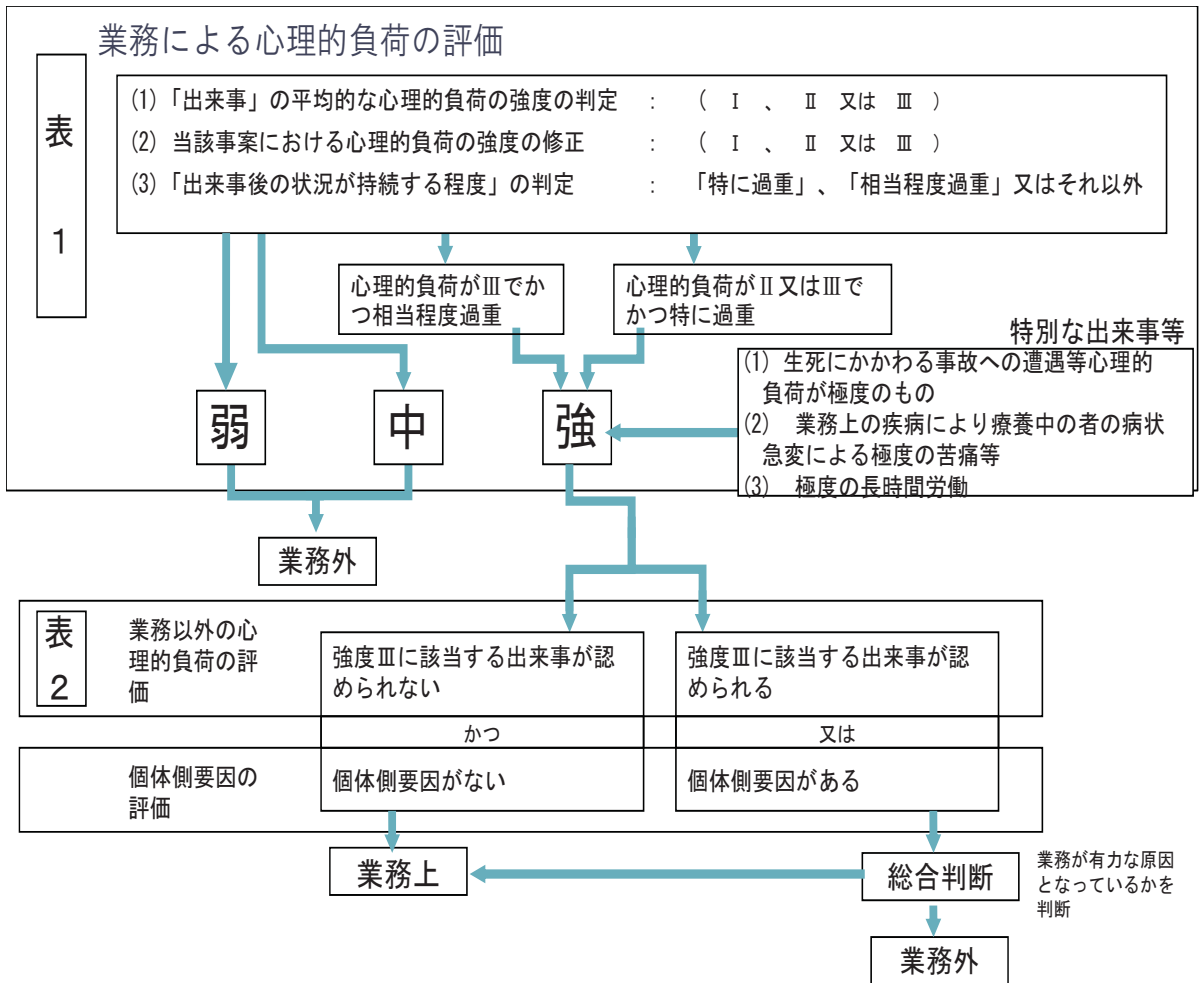 業務による心理的負荷の評価
表
1
(1)「出来事」の平均的な心理的負荷の強度の判定 : ( Ⅰ 、 Ⅱ 又は Ⅲ )
(2) 当該事案における心理的負荷の強度の修正 : ( Ⅰ 、 Ⅱ 又は Ⅲ )
(3)「出来事後の状況が持続する程度」の判定 : 「特に過重」、「相当程度過重」又はそれ以外
心理的負荷がⅢでか
つ相当程度過重
心理的負荷がⅡ又はⅢで
かつ特に過重
特別な出来事等
(1) 生死にかかわる事故への遭遇等心理的
負荷が極度のもの
(2) 業務上の疾病により療養中の者の病状
急変による極度の苦痛等
(3) 極度の長時間労働
弱
中
強
業務外
表
2
業務以外の心
理的負荷の評
価
強度Ⅲに該当する出来事が認
められない
強度Ⅲに該当する出来事が認
められる
かつ
又は
個体側要因の
評価
個体側要因がない
個体側要因がある
業務上
総合判断
業務が有力な原因
となっているかを
判断
業務外